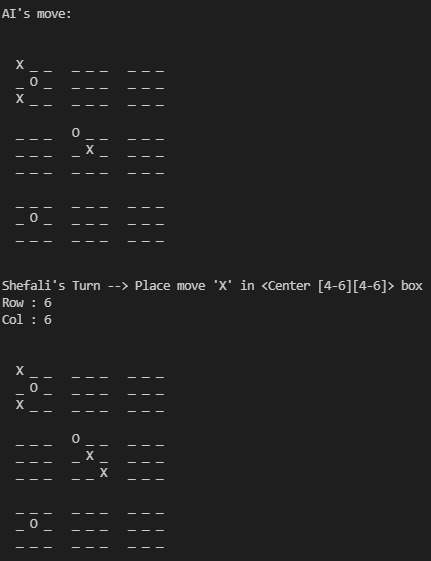 AI's move:
X _ _  _ _ _  _ _ _
_ O _  _ _ _  _ _ _
X _ _  _ _ _  _ _ _
_ _ _  O _ _  _ _ _
_ _ _  _ X _  _ _ _
_ _ _  _ _ _  _ _ _
_ _ _  _ _ _  _ _ _
_ O _  _ _ _  _ _ _
_ _ _  _ _ _  _ _ _
Shefali's Turn --> Place move 'X' in <Center [4-6][4-6]> box
Row : 6
Col : 6
X _ _  _ _ _  _ _ _
_ O _  _ _ _  _ _ _
X _ _  _ _ _  _ _ _
_ _ _  O _ _  _ _ _
_ _ _  _ X _  _ _ _
_ _ _  _ _ X  _ _ _
_ _ _  _ _ _  _ _ _
_ O _  _ _ _  _ _ _
_ _ _  _ _ _  _ _ _